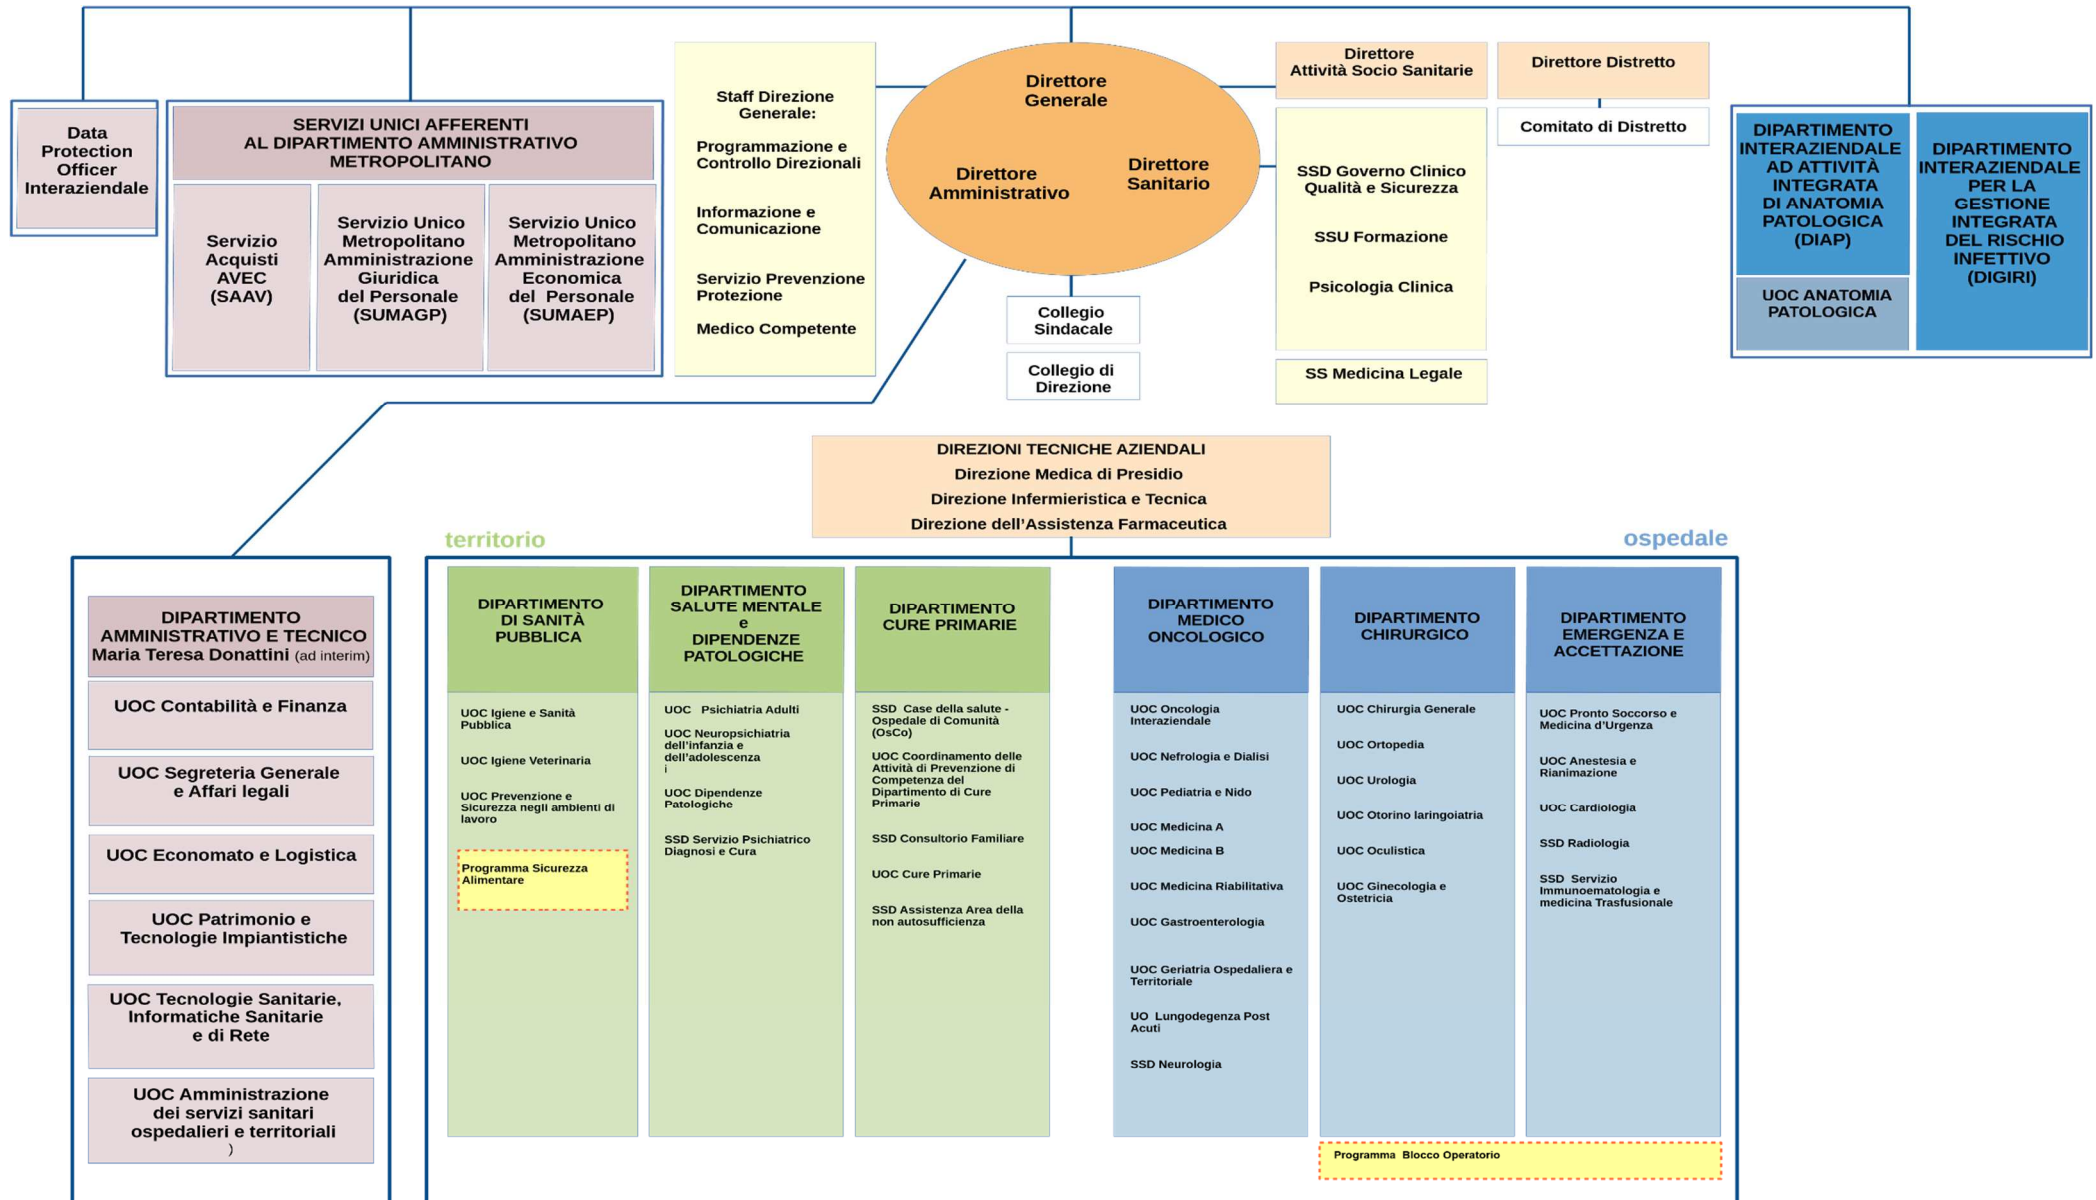 Data
Protection
Officer
Interaziendale
SERVIZI UNICI AFFERENTI
AL DIPARTIMENTO AMMINISTRATIVO
METROPOLITANO
Servizio
Acquisti
AVEC
(SAAV)
Servizio Unico
Metropolitano
Amministrazione
Giuridica
del Personale
(SUMAGP)
Servizio Unico
Metropolitano
Amministrazione
Economica
del Personale
(SUMAEP)
Staff Direzione
Generale:
Programmazione e
Controllo Direzionali
Informazione e
Comunicazione
Servizio Prevenzione
Protezione
Medico Competente
Direttore
Generale
Direttore
Amministrativo
Direttore
Sanitario
Collegio
Sindacale
Collegio di
Direzione
Direttore
Attività Socio Sanitarie
SSD Governo Clinico
Qualità e Sicurezza
SSU Formazione
Psicologia Clinica
SS Medicina Legale
Direttore Distretto
Comitato di Distretto
DIPARTIMENTO
INTERAZIENDALE
AD ATTIVITÀ
INTEGRATA
DI ANATOMIA
PATOLOGICA
(DIAP)
UOC ANATOMIA
PATOLOGICA
DIPARTIMENTO
INTERAZIENDALE
PER LA
GESTIONE
INTEGRATA
DEL RISCHIO
INFETTIVO
(DIGIRI)
DIREZIONI TECNICHE AZIENDALI
Direzione Medica di Presidio
Direzione Infermieristica e Tecnica
Direzione dell’Assistenza Farmaceutica
territorio
ospedale
DIPARTIMENTO
AMMINISTRATIVO E TECNICO
Maria Teresa Donattini (ad interim)
UOC Contabilità e Finanza
UOC Segreteria Generale
e Affari legali
UOC Economato e Logistica
UOC Patrimonio e
Tecnologie Impiantistiche
UOC Tecnologie Sanitarie,
Informatiche Sanitarie
e di Rete
UOC Amministrazione
dei servizi sanitari
ospedalieri e territoriali
)
DIPARTIMENTO
DI SANITÀ
PUBBLICA
UOC Igiene e Sanità
Pubblica
UOC Igiene Veterinaria
UOC Prevenzione e
Sicurezza negli ambienti di
lavoro
Programma Sicurezza
Alimentare
DIPARTIMENTO
SALUTE MENTALE
e
DIPENDENZE
PATOLOGICHE
UOC Psichiatria Adulti
UOC Neuropsichiatria
dell’infanzia e
dell’adolescenza
i
UOC Dipendenze
Patologiche
SSD Servizio Psichiatrico
Diagnosi e Cura
DIPARTIMENTO
CURE PRIMARIE
SSD Case della salute -
Ospedale di Comunità
(OsCo)
UOC Coordinamento delle
Attività di Prevenzione di
Competenza del
Dipartimento di Cure
Primarie
SSD Consultorio Familiare
UOC Cure Primarie
SSD Assistenza Area della
non autosufficienza
DIPARTIMENTO
MEDICO
ONCOLOGICO
UOC Oncologia
Interaziendale
UOC Nefrologia e Dialisi
UOC Pediatria e Nido
UOC Medicina A
UOC Medicina B
UOC Medicina Riabilitativa
UOC Gastroenterologia
UOC Geriatria Ospedaliera e
Territoriale
UO Lungodegenza Post
Acuti
SSD Neurologia
DIPARTIMENTO
CHIRURGICO
UOC Chirurgia Generale
UOC Ortopedia
UOC Urologia
UOC Otorino laringoiatria
UOC Oculistica
UOC Ginecologia e
Ostetricia
DIPARTIMENTO
EMERGENZA E
ACCETTAZIONE
UOC Pronto Soccorso e
Medicina d’Urgenza
UOC Anestesia e
Rianimazione
UOC Cardiologia
SSD Radiologia
SSD Servizio
Immunoematologia e
medicina Trasfusionale
Programma Blocco Operatorio